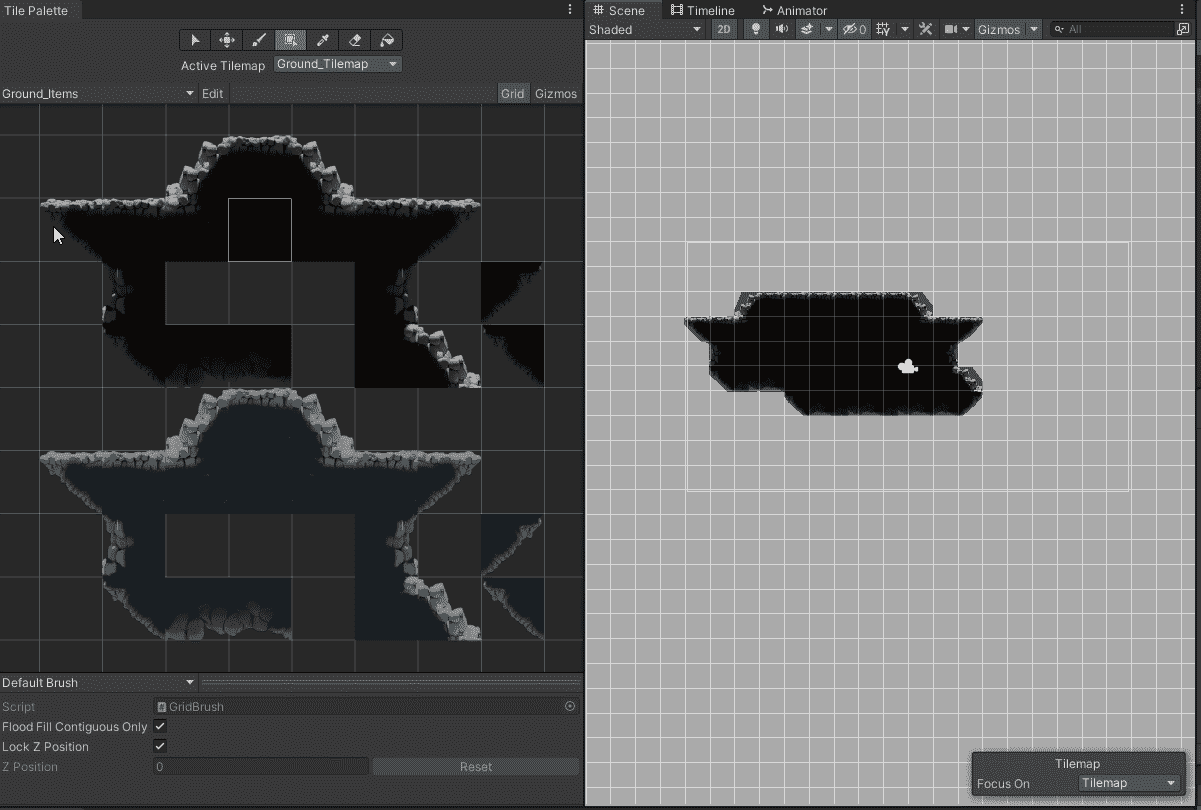 Tile Palette
Active Tilemap Ground_Tilemap
Ground_Items Edit Grid Gizmos
Default Brush
Script GridBrush
Flood Fill Contiguous Only
Lock Z Position
Z Position 0 Reset
Scene Timeline Animator
Shaded 2D 0 Gizmos All
Tilemap
Focus On Tilemap